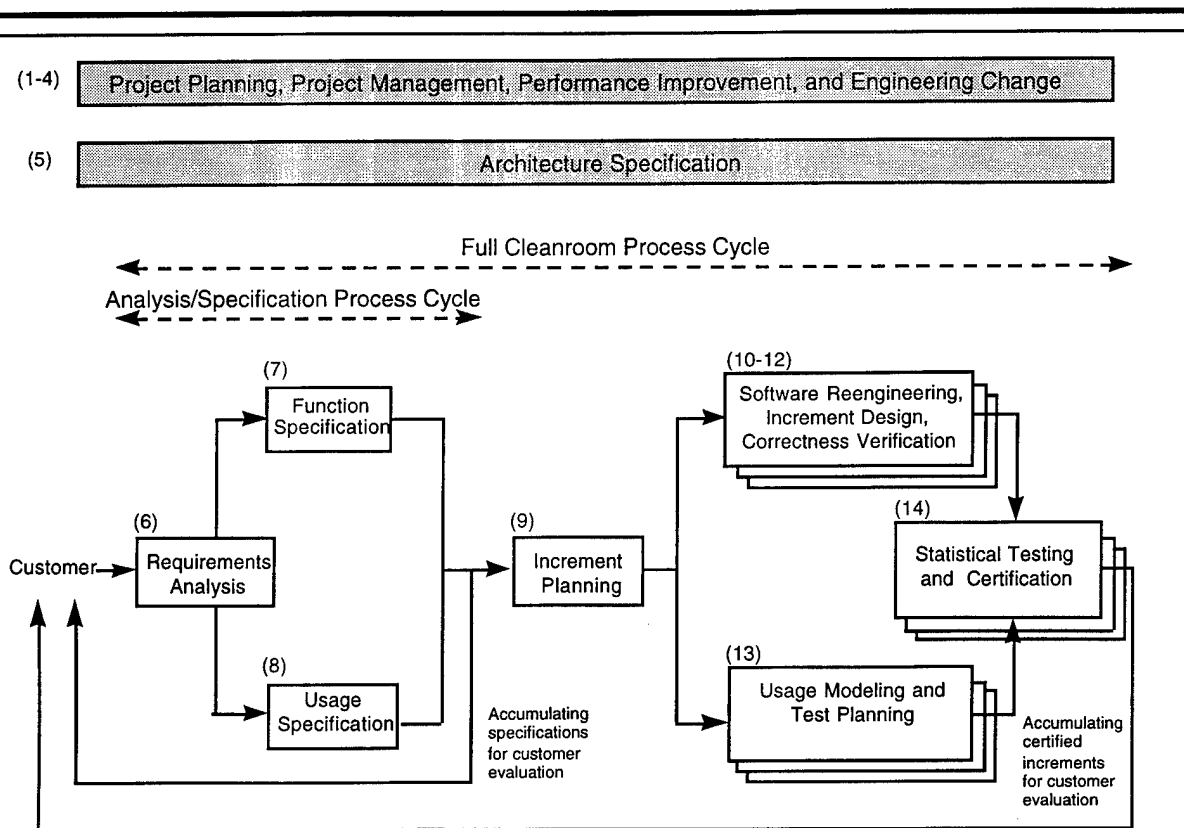 (1-4)
Project Planning, Project Management, Performance Improvement, and Engineering Change
(5)
Architecture Specification
Full Cleanroom Process Cycle
Analysis/Specification Process Cycle
(7)
Function
Specification
(10-12)
Software Reengineering,
Increment Design,
Correctness Verification
(6)
Customer
Requirements
Analysis
(9)
Increment
Planning
(14)
Statistical Testing
and Certification
(8)
Usage
Specification
Accumulating
specifications
for customer
evaluation
(13)
Usage Modeling and
Test Planning
Accumulating
certified
increments
for customer
evaluation